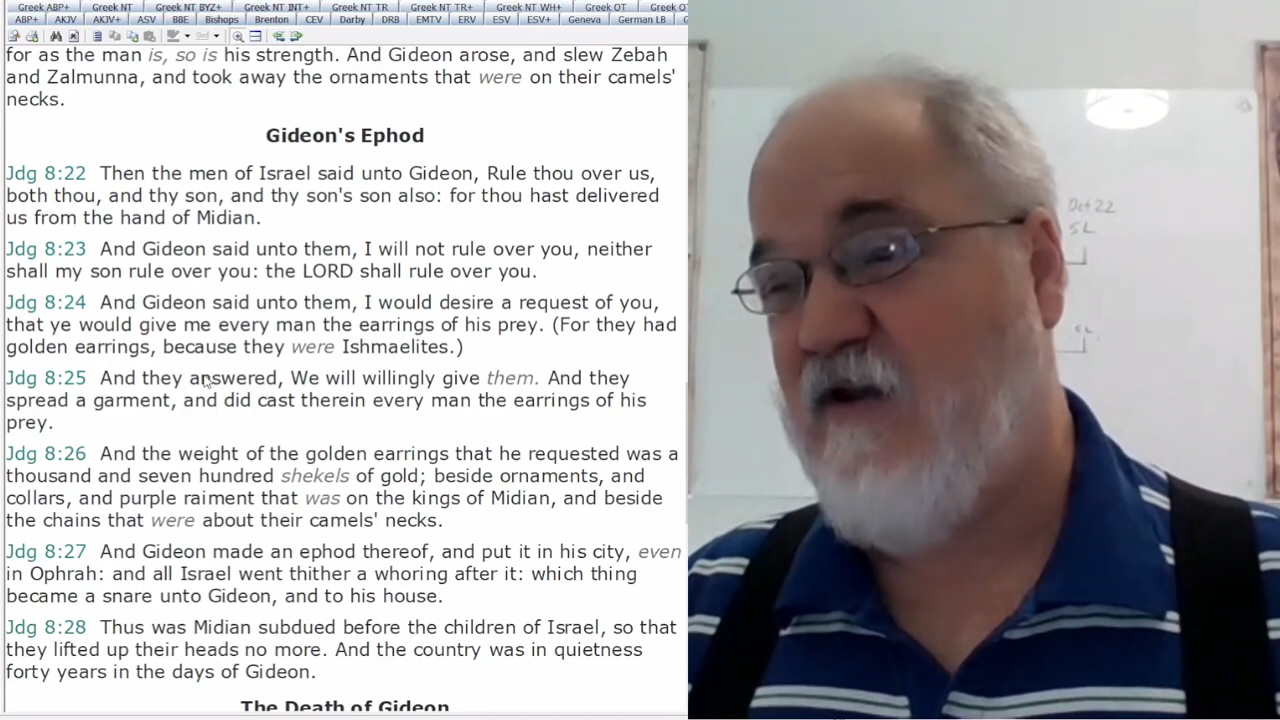 Greek ABP+ Greek NT Greek NT BYZ+ Greek NT INT+ Greek NT TR Greek NT TR+ Greek NT WH+ Greek OT
ABP+ AKJV AKJV+ ASV BBE Bishops Brenton CEV Darby DRB EMTV ERV ESV ESV+ Geneva German LB
for as the man is, so is his strength. And Gideon arose, and slew Zebah
and Zalmunna, and took away the ornaments that were on their camels'
necks.
Gideon's Ephod
Jdg 8:22 Then the men of Israel said unto Gideon, Rule thou over us,
both thou, and thy son, and thy son's son also: for thou hast delivered
us from the hand of Midian.
Jdg 8:23 And Gideon said unto them, I will not rule over you, neither
shall my son rule over you: the LORD shall rule over you.
Jdg 8:24 And Gideon said unto them, I would desire a request of you,
that ye would give me every man the earrings of his prey. (For they had
golden earrings, because they were Ishmaelites.)
Jdg 8:25 And they answered, We will willingly give them. And they
spread a garment, and did cast therein every man the earrings of his
prey.
Jdg 8:26 And the weight of the golden earrings that he requested was a
thousand and seven hundred shekels of gold; beside ornaments, and
collars, and purple raiment that was on the kings of Midian, and beside
the chains that were about their camels' necks.
Jdg 8:27 And Gideon made an ephod thereof, and put it in his city, even
in Ophrah: and all Israel went thither a whoring after it: which thing
became a snare unto Gideon, and to his house.
Jdg 8:28 Thus was Midian subdued before the children of Israel, so that
they lifted up their heads no more. And the country was in quietness
forty years in the days of Gideon.
The Death of Gideon
Oct 22
SL